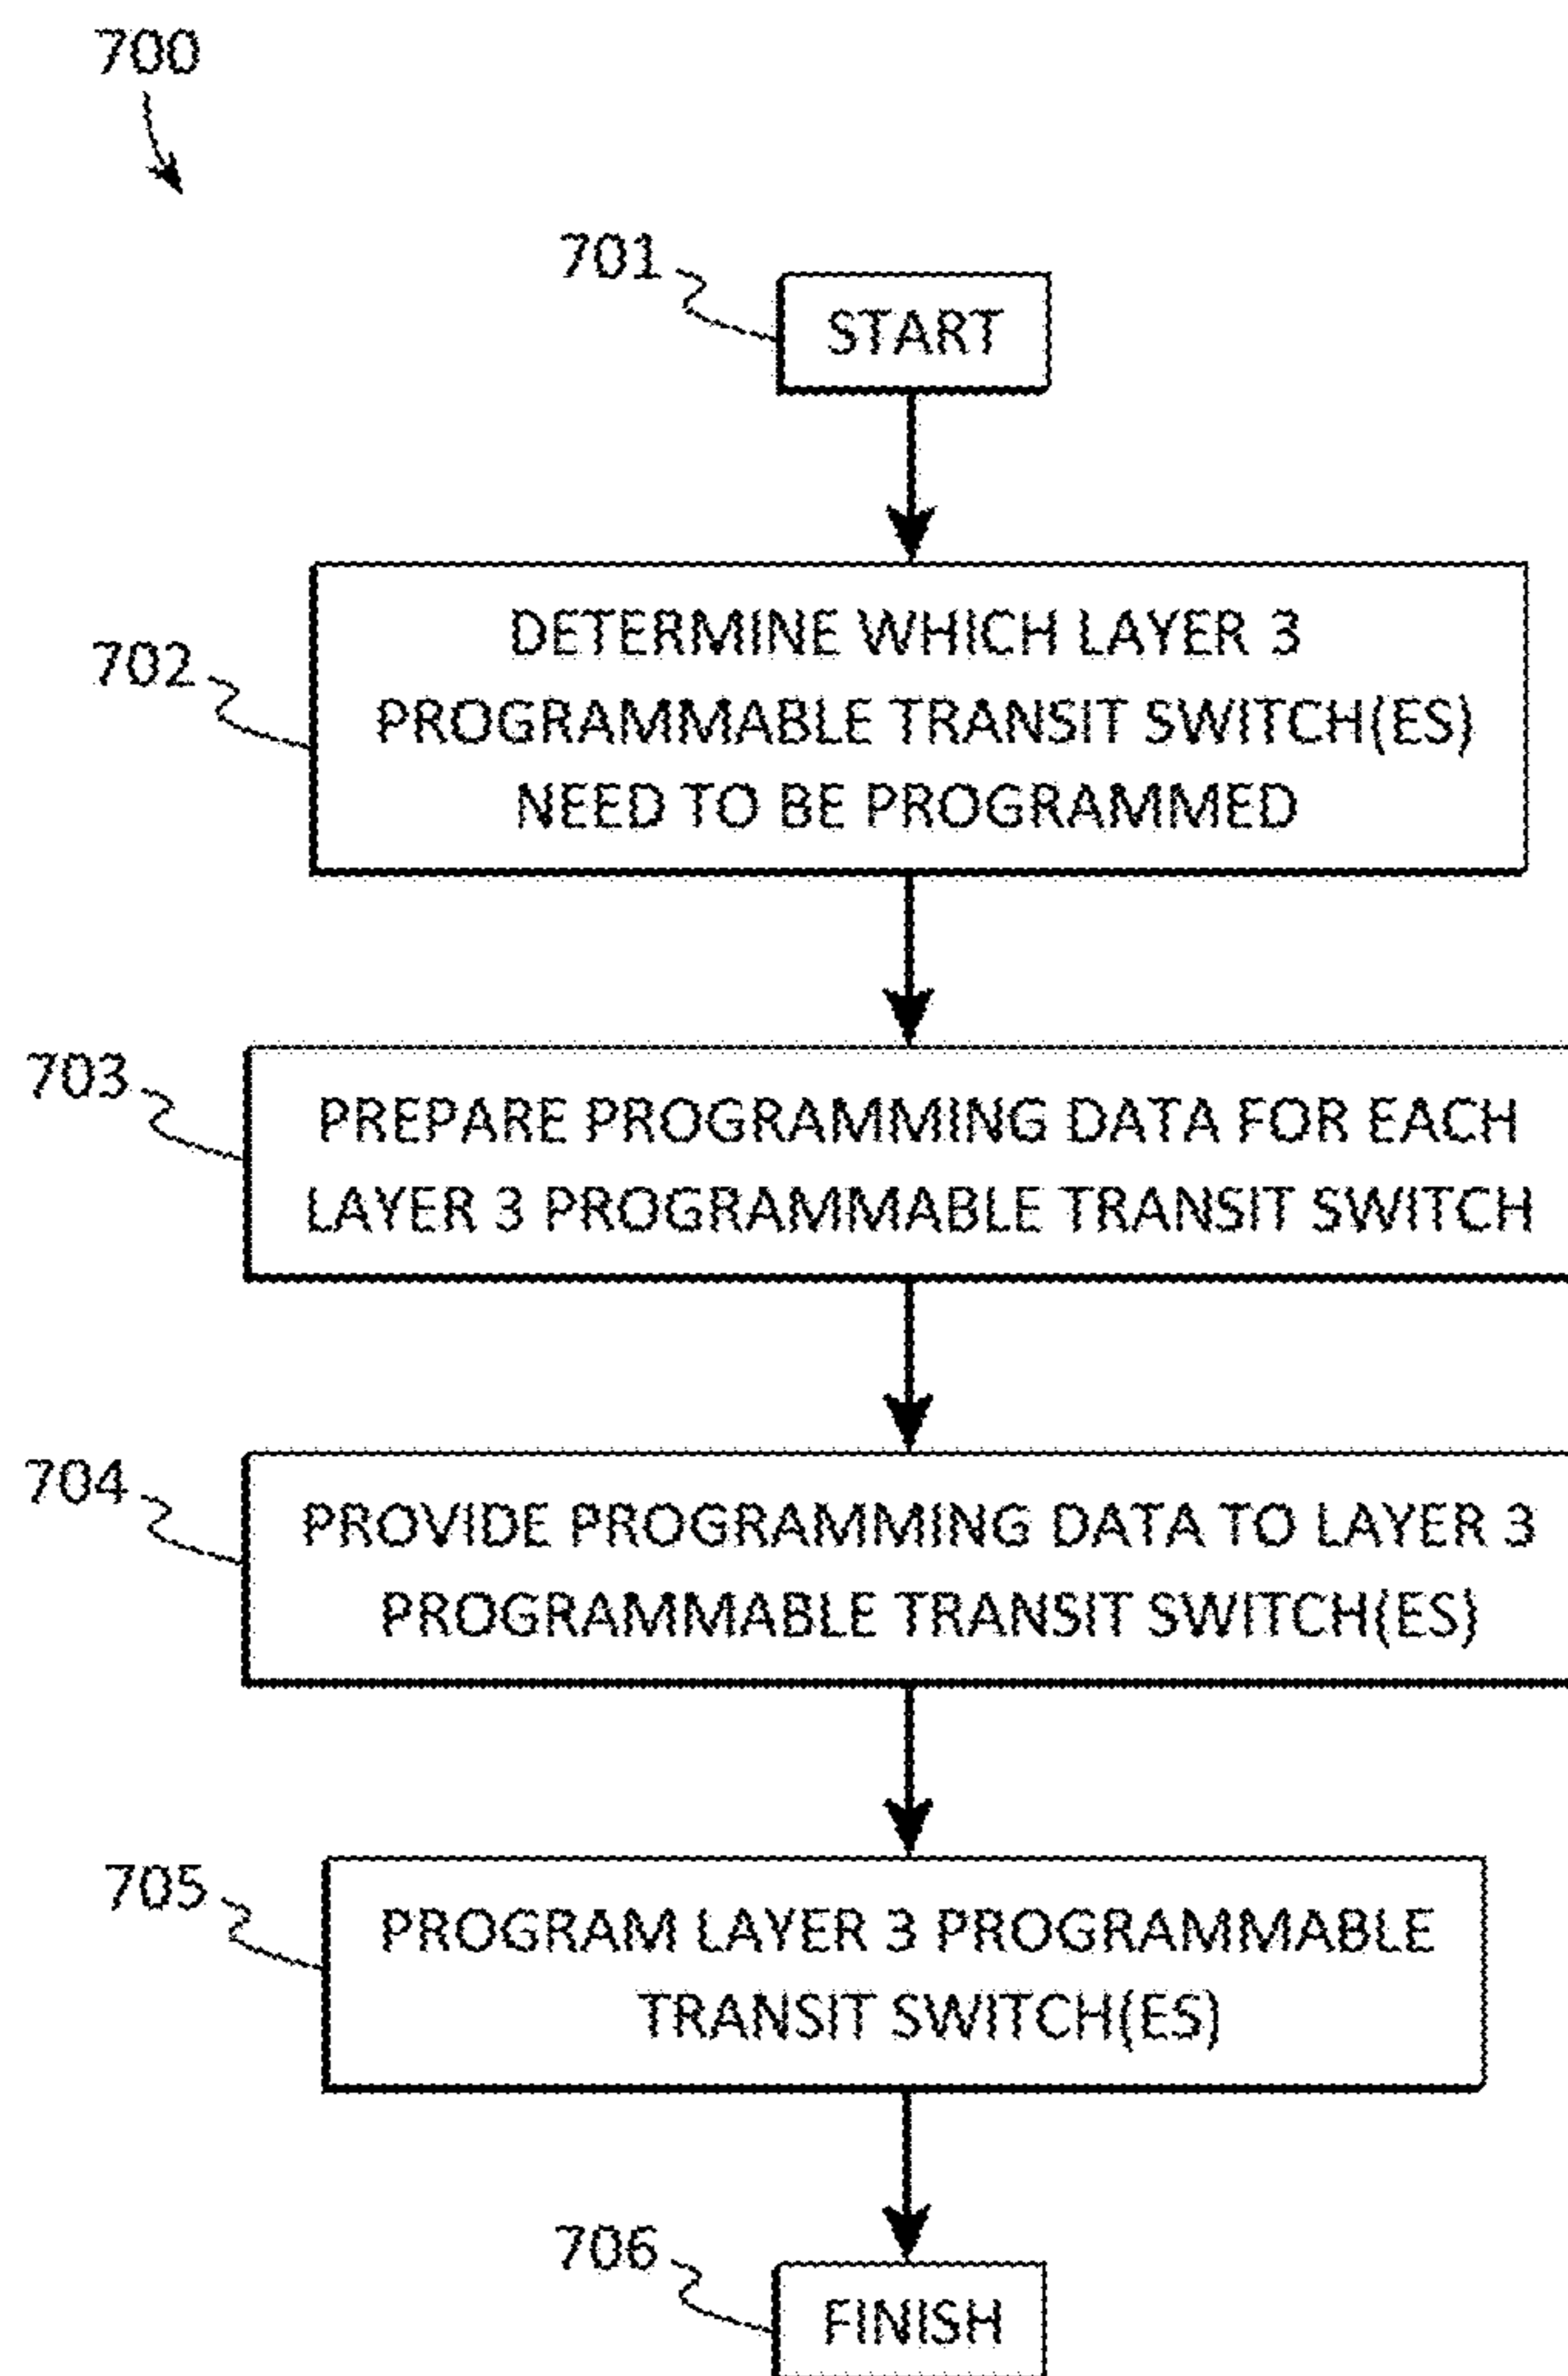 700
701
START
702
DETERMINE WHICH LAYER 3
PROGRAMMABLE TRANSIT SWITCH(ES)
NEED TO BE PROGRAMMED
703
PREPARE PROGRAMMING DATA FOR EACH
LAYER 3 PROGRAMMABLE TRANSIT SWITCH
704
PROVIDE PROGRAMMING DATA TO LAYER 3
PROGRAMMABLE TRANSIT SWITCH(ES)
705
PROGRAM LAYER 3 PROGRAMMABLE
TRANSIT SWITCH(ES)
706
FINISH